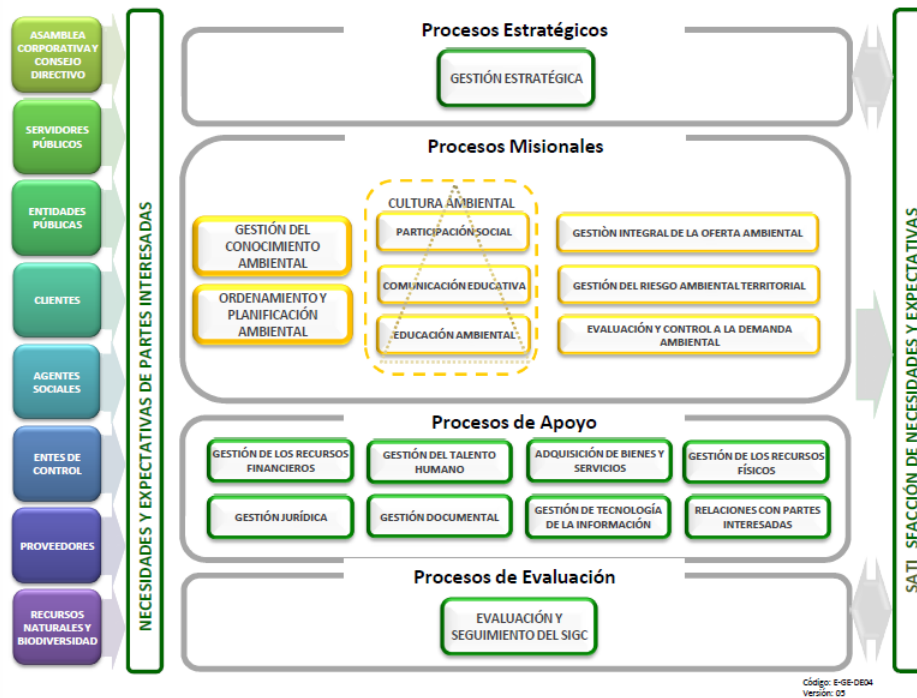 ASAMBLEA
CORPORATIVA Y
CONSEJO
DIRECTIVO
SERVIDORES
PÚBLICOS
ENTIDADES
PÚBLICAS
CLIENTES
AGENTES
SOCIALES
ENTES DE
CONTROL
PROVEEDORES
RECURSOS
NATURALES Y
BIODIVERSIDAD
NECESIDADES Y EXPECTATIVAS DE PARTES INTERESADAS
Procesos Estratégicos
GESTIÓN ESTRATÉGICA
Procesos Misionales
GESTIÓN DEL
CONOCIMIENTO
AMBIENTAL
ORDENAMIENTO Y
PLANIFICACIÓN
AMBIENTAL
CULTURA AMBIENTAL
PARTICIPACIÓN SOCIAL
COMUNICACIÓN EDUCATIVA
EDUCACIÓN AMBIENTAL
GESTIÒN INTEGRAL DE LA OFERTA AMBIENTAL
GESTIÓN DEL RIESGO AMBIENTAL TERRITORIAL
EVALUACIÓN Y CONTROL A LA DEMANDA
AMBIENTAL
Procesos de Apoyo
GESTIÓN DE LOS RECURSOS
FINANCIEROS
GESTIÓN DEL TALENTO
HUMANO
ADQUISICIÓN DE BIENES Y
SERVICIOS
GESTIÓN DE LOS RECURSOS
FÍSICOS
GESTIÓN JURÍDICA
GESTIÓN DOCUMENTAL
GESTIÓN DE TECNOLOGÍA
DE LA INFORMACIÓN
RELACIONES CON PARTES
INTERESADAS
Procesos de Evaluación
EVALUACIÓN Y
SEGUIMIENTO DEL SIGC
SATI SFACCIÓN DE NECESIDADES Y EXPECTATIVAS
Código: E-GE-DE04
Versión: 05